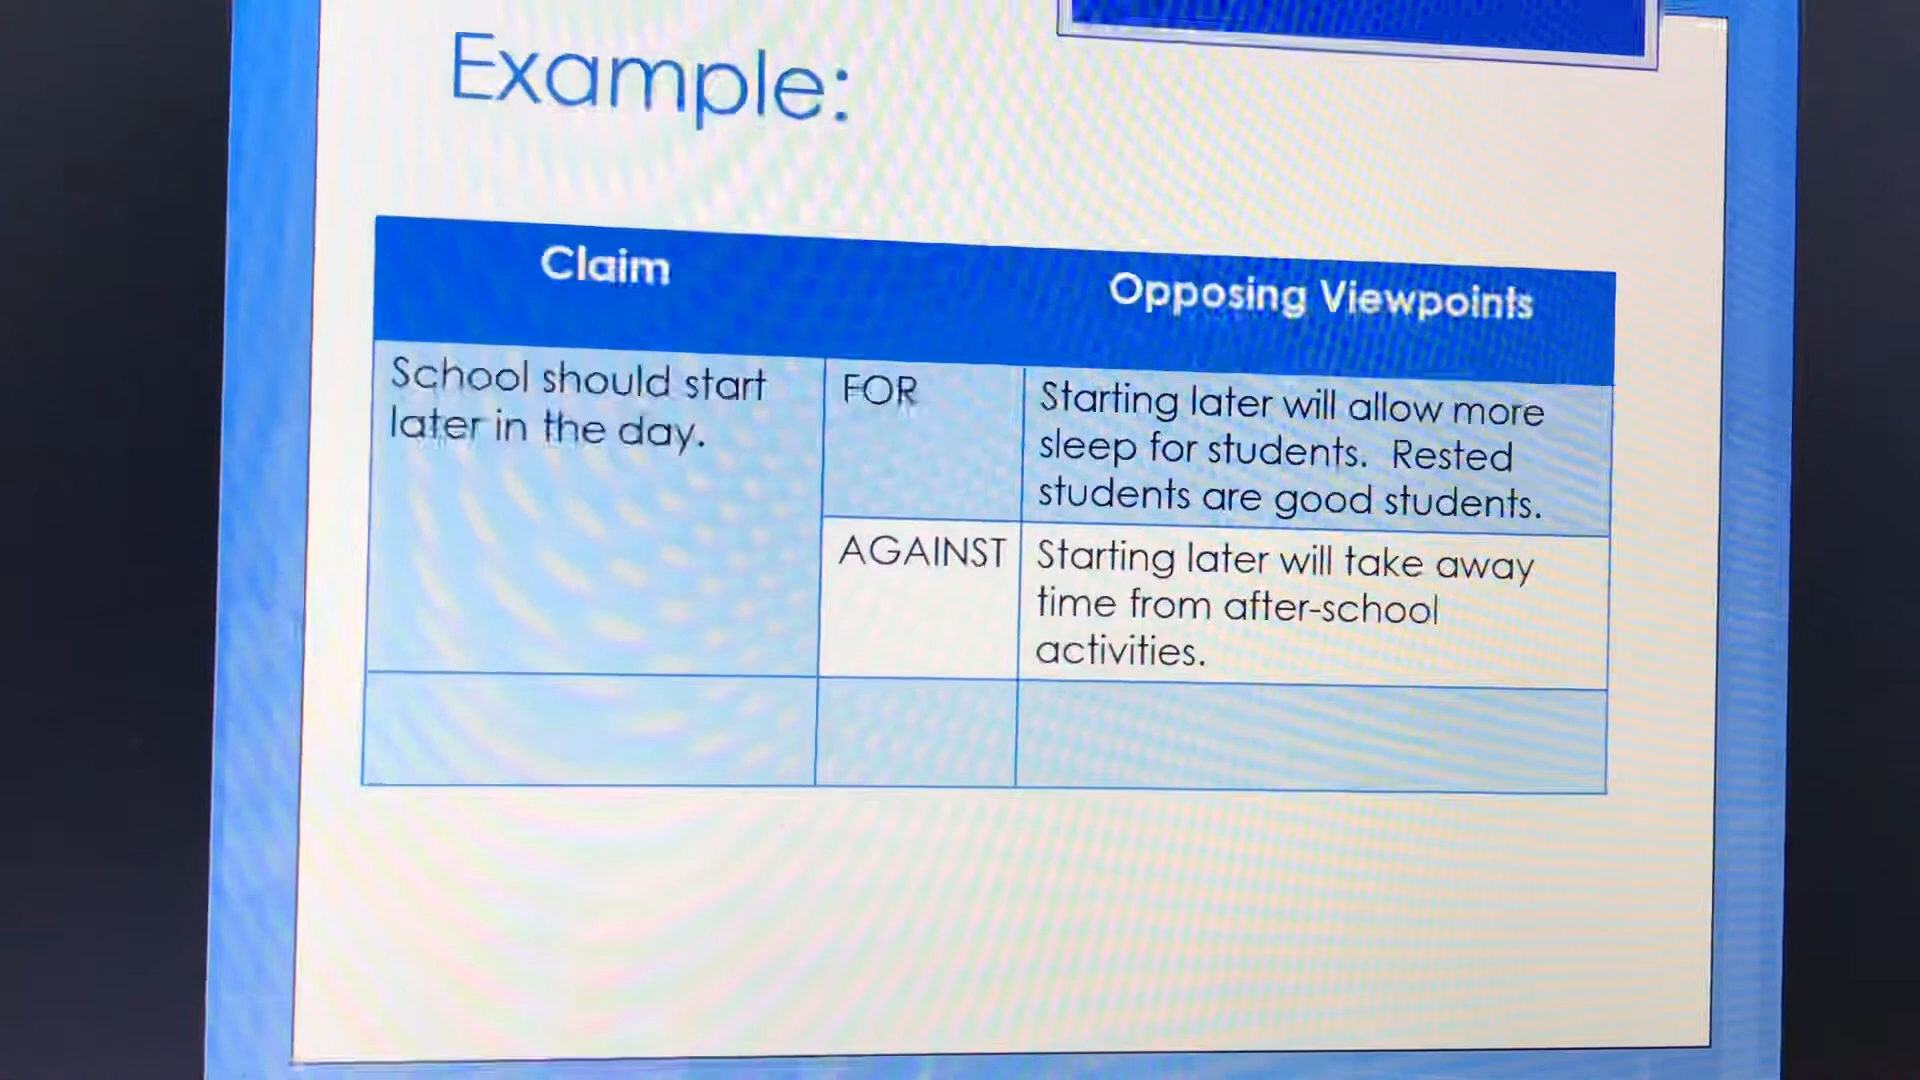 Example:
Claim
Opposing Viewpoints
School should start
later in the day.
FOR
Starting later will allow more
sleep for students.  Rested
students are good students.
AGAINST
Starting later will take away
time from after-school
activities.